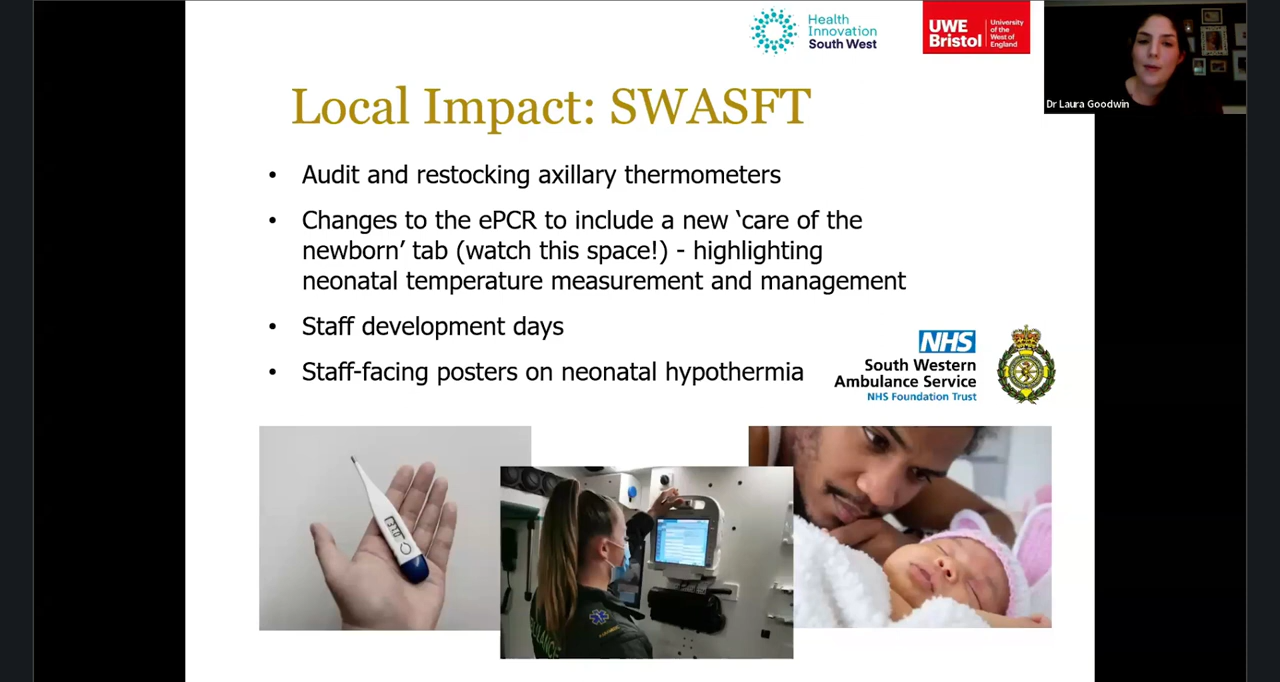 Health
Innovation
South West
UWE
Bristol
University
of the
West of
England
Dr Laura Goodwin
Local Impact: SWASFT
• Audit and restocking axillary thermometers
• Changes to the ePCR to include a new ‘care of the
newborn’ tab (watch this space!) - highlighting
neonatal temperature measurement and management
• Staff development days
• Staff-facing posters on neonatal hypothermia
NHS
South Western
Ambulance Service
NHS Foundation Trust